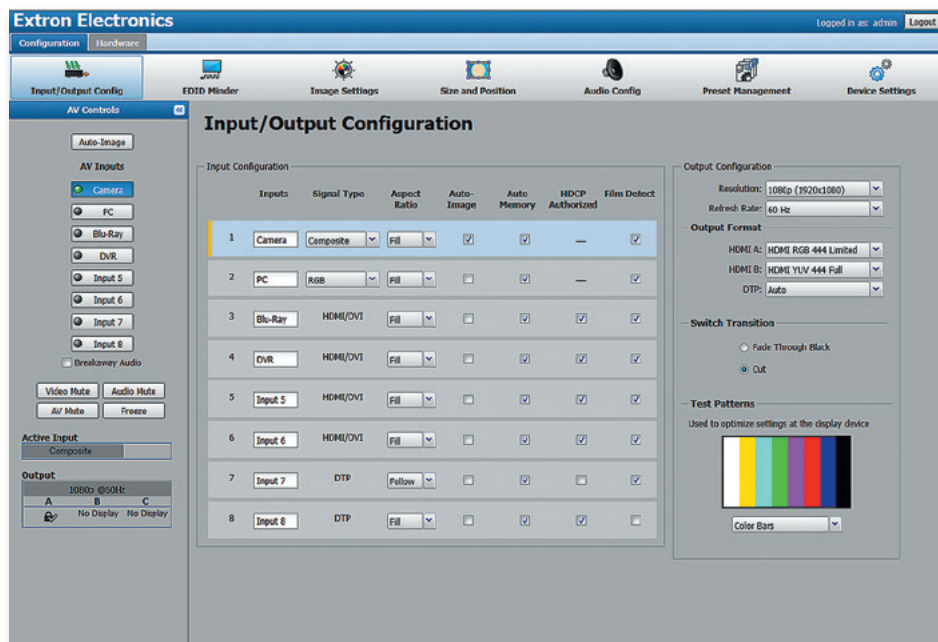 Extron Electronics
Logged in as: admin Logout
Configuration Hardware
Input/Output Config EDID Minder Image Settings Size and Position Audio Config Preset Management Device Settings
AV Controls
Auto-Image
AV Inputs
Camera
PC
Blu-Ray
DVR
Input 5
Input 6
Input 7
Input 8
Breakaway Audio
Video Mute Audio Mute
AV Mute Freeze
Active Input
Composite
Output
1080p @60Hz
A B C
No Display No Display
Input/Output Configuration
Input Configuration
Inputs Signal Type Aspect Ratio Auto-Image Auto Memory HDCP Authorized Film Detect
1 Camera Composite Fill —
2 PC RGB Fill —
3 Blu-Ray HDMI/DVI Fill
4 DVR HDMI/DVI Fill
5 Input 5 HDMI/DVI Fill
6 Input 6 HDMI/DVI Fill
7 Input 7 DTP Follow
8 Input 8 DTP Fill
Output Configuration
Resolution: 1080p (1920x1080)
Refresh Rate: 60 Hz
Output Format
HDMI A: HDMI RGB 444 Limited
HDMI B: HDMI YUV 444 Full
DTP: Auto
Switch Transition
Fade Through Black
Cut
Test Patterns
Used to optimize settings at the display device
Color Bars